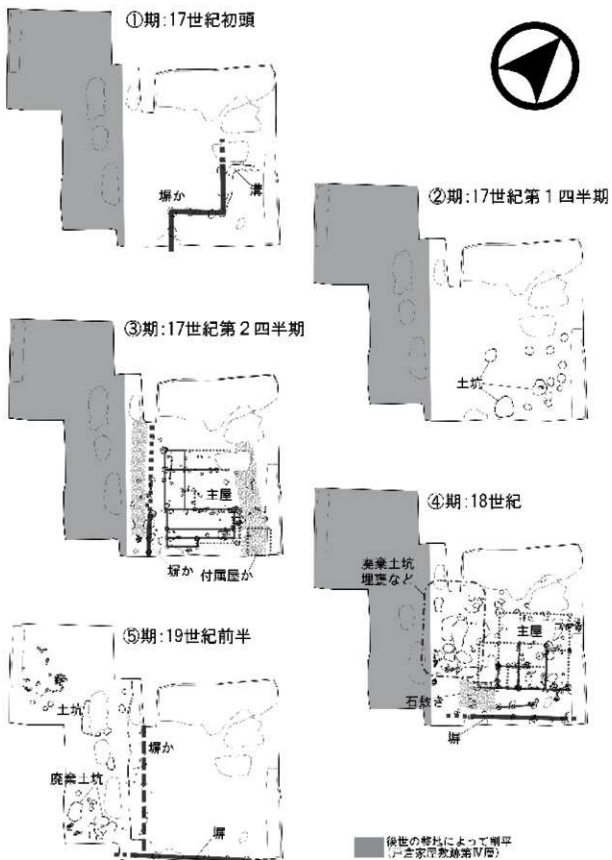 ①期:17世紀初頭
塀か
溝
②期:17世紀第1四半期
土坑
③期:17世紀第2四半期
主屋
塀か
付属屋か
④期:18世紀
廃棄土坑
埋甕など
主屋
石敷き
塀
⑤期:19世紀前半
土坑
塀か
廃棄土坑
塀
後世の整地によって削平
家屋敷跡第Ⅳ層)